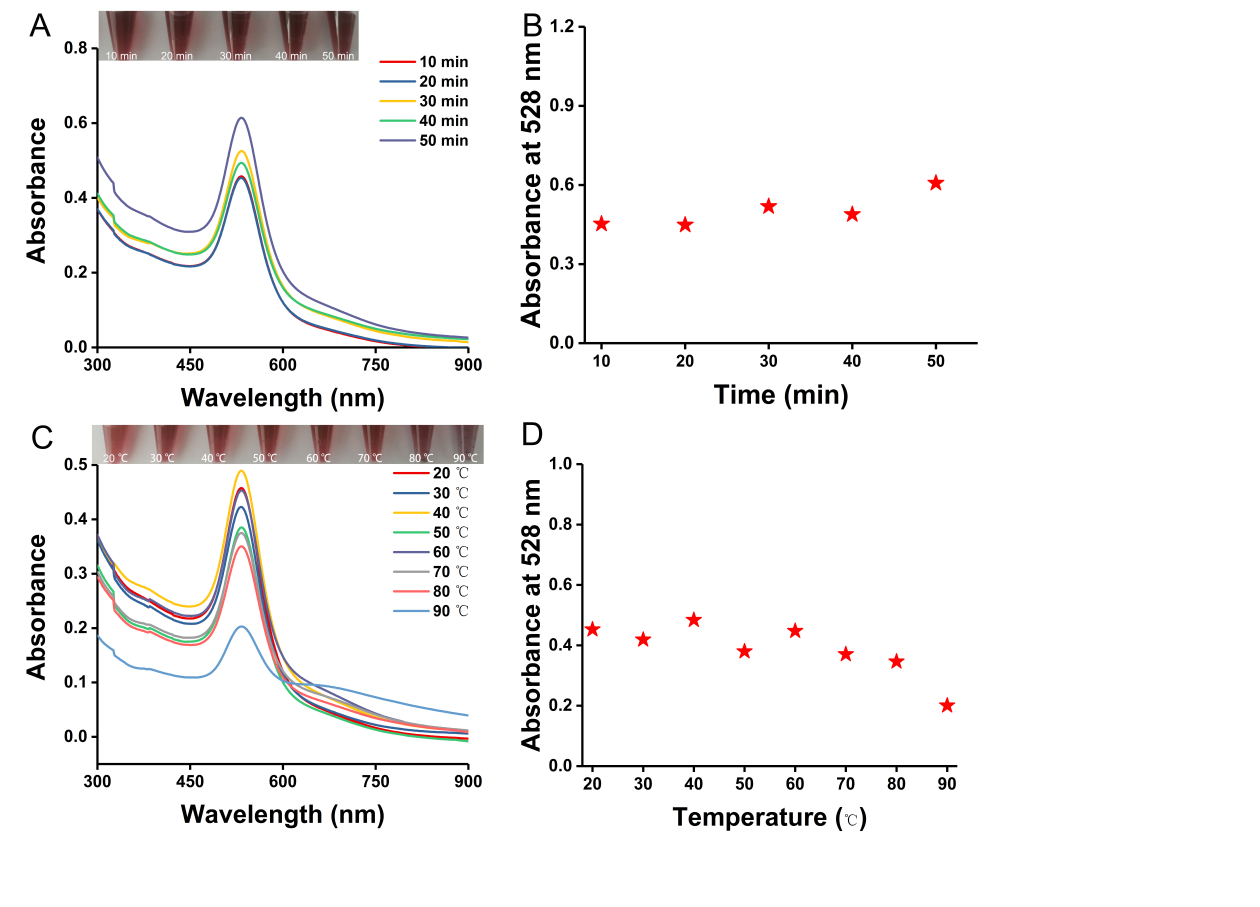 A
10 min
20 min
30 min
40 min
50 min
10 min
20 min
30 min
40 min
50 min
0.8
0.6
0.4
0.2
0.0
300
450
600
750
900
Absorbance
Wavelength (nm)
B
1.2
0.9
0.6
0.3
0.0
10
20
30
40
50
Absorbance at 528 nm
Time (min)
C
20 ℃
30 ℃
40 ℃
50 ℃
60 ℃
70 ℃
80 ℃
90 ℃
20 ℃
30 ℃
40 ℃
50 ℃
60 ℃
70 ℃
80 ℃
90 ℃
0.5
0.4
0.3
0.2
0.1
0.0
300
450
600
750
900
Absorbance
Wavelength (nm)
D
1.0
0.8
0.6
0.4
0.2
0.0
20
30
40
50
60
70
80
90
Absorbance at 528 nm
Temperature (℃)